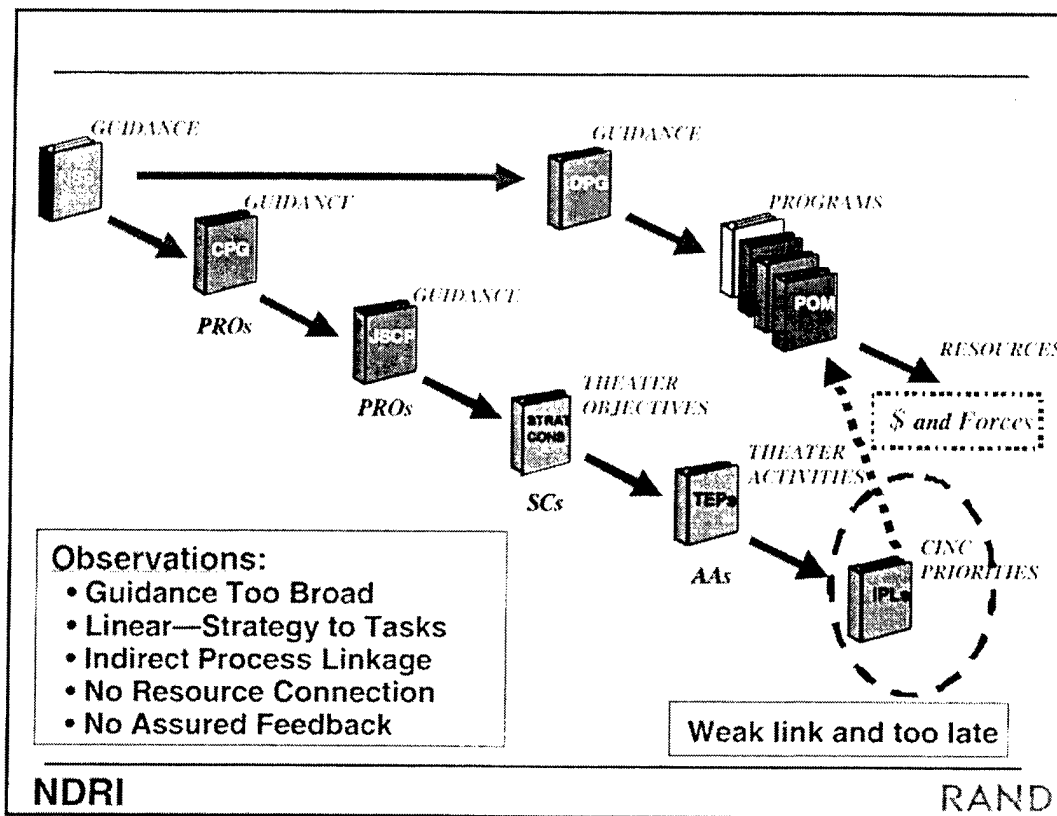 GUIDANCE
GUIDANCE
DPG
GUIDANCE
PROGRAMS
CPG
GUIDANCE
POM
PROs
JSCP
RESOURCES
PROs
THEATER
OBJECTIVES
$ and Forces
STRAT
CONS
THEATER
ACTIVITIES
SCs
TEPs
CINC
PRIORITIES
AAs
IPLs
Observations:
• Guidance Too Broad
• Linear—Strategy to Tasks
• Indirect Process Linkage
• No Resource Connection
• No Assured Feedback
Weak link and too late
NDRI
RAND